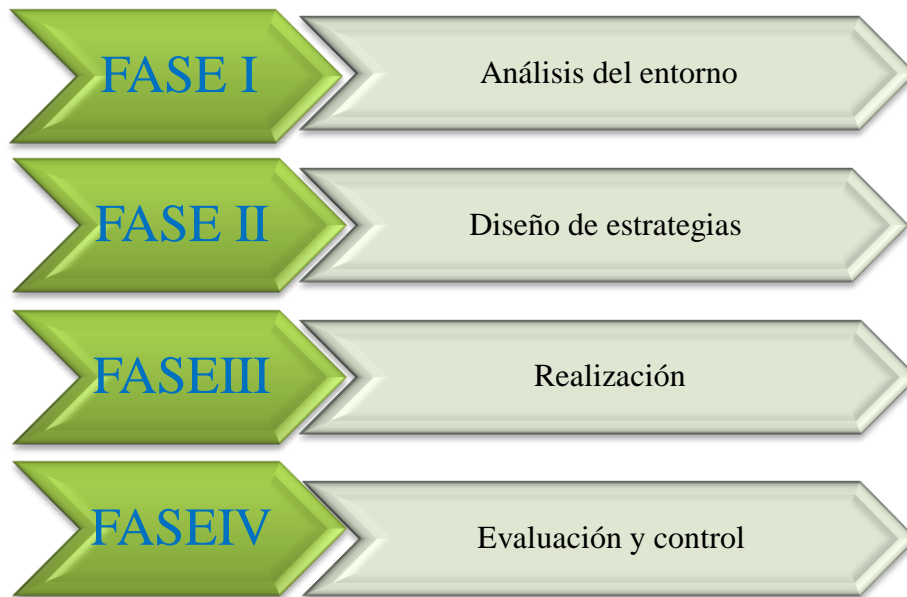 FASE I
Análisis del entorno
FASE II
Diseño de estrategias
FASEIII
Realización
FASEIV
Evaluación y control